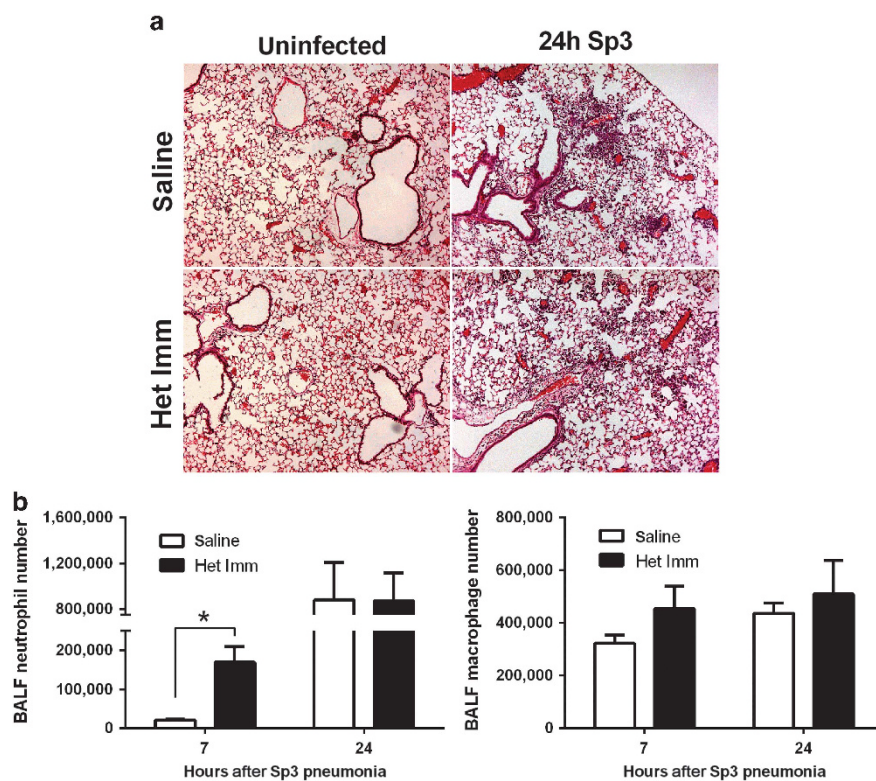 a
Uninfected
24h Sp3
Saline
Het Imm
b
BALF neutrophil number
1,600,000
1,200,000
800,000
200,000
100,000
0
Saline
Het Imm
*
7
24
Hours after Sp3 pneumonia
BALF macrophage number
800,000
600,000
400,000
200,000
0
Saline
Het Imm
7
24
Hours after Sp3 pneumonia